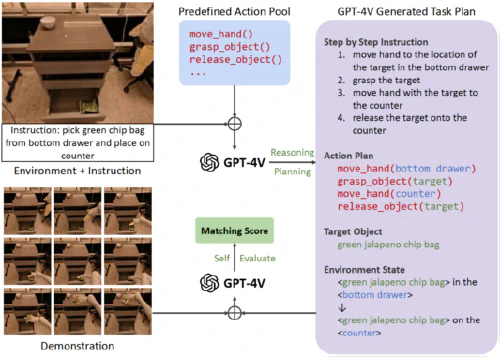 Predefined Action Pool
move_hand()
grasp_object()
release_object()
...
Instruction: pick green chip bag
from bottom drawer and place on
counter
Environment + Instruction
GPT-4V
Reasoning
Planning
Matching Score
Self Evaluate
GPT-4V
Demonstration
GPT-4V Generated Task Plan
Step by Step Instruction
1. move hand to the location of
the target in the bottom drawer
2. grasp the target
3. move hand with the target to
the counter
4. release the target onto the
counter
Action Plan
move_hand(bottom drawer)
grasp_object(target)
move_hand(counter)
release_object(target)
Target Object
green jalapeno chip bag
Environment State
<green jalapeno chip bag> in the
<bottom drawer>
↓
<green jalapeno chip bag> on the
<counter>